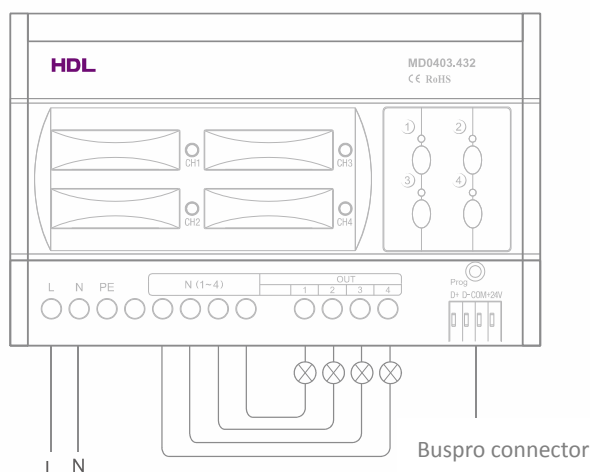 HDL
MD0403.432
CE RoHS
1 2
CH1 CH3
3 4
CH2 CH4
L N PE N (1~4) OUT
1 2 3 4
Prog
D+ D-COM+24V
L N
Buspro connector